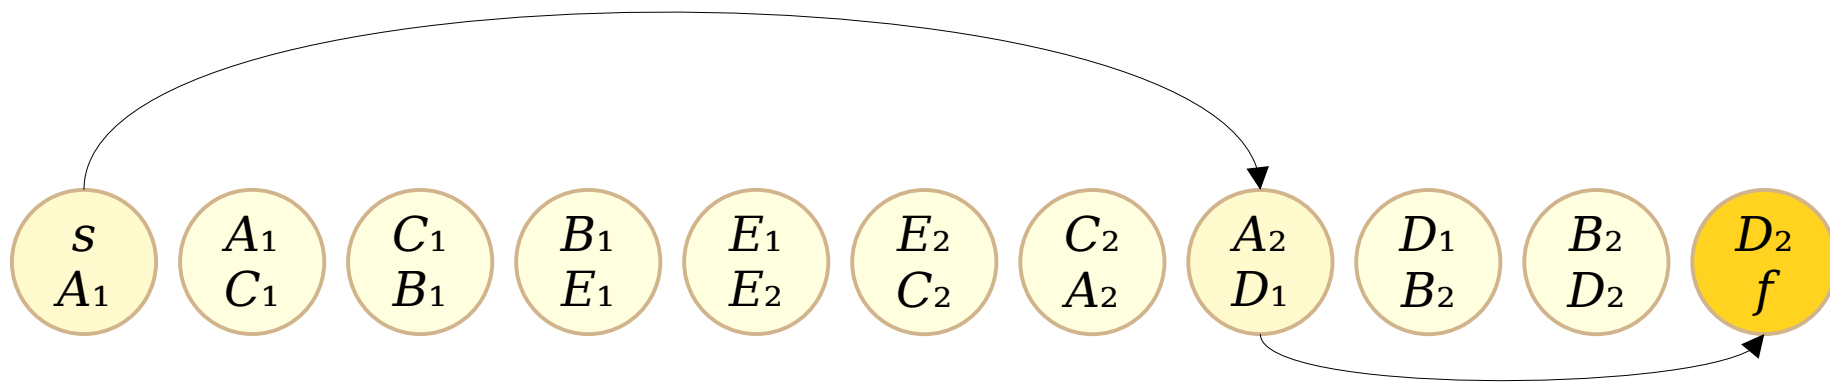 s
A₁
A₁
C₁
C₁
B₁
B₁
E₁
E₁
E₂
E₂
C₂
C₂
A₂
A₂
D₁
D₁
B₂
B₂
D₂
D₂
f